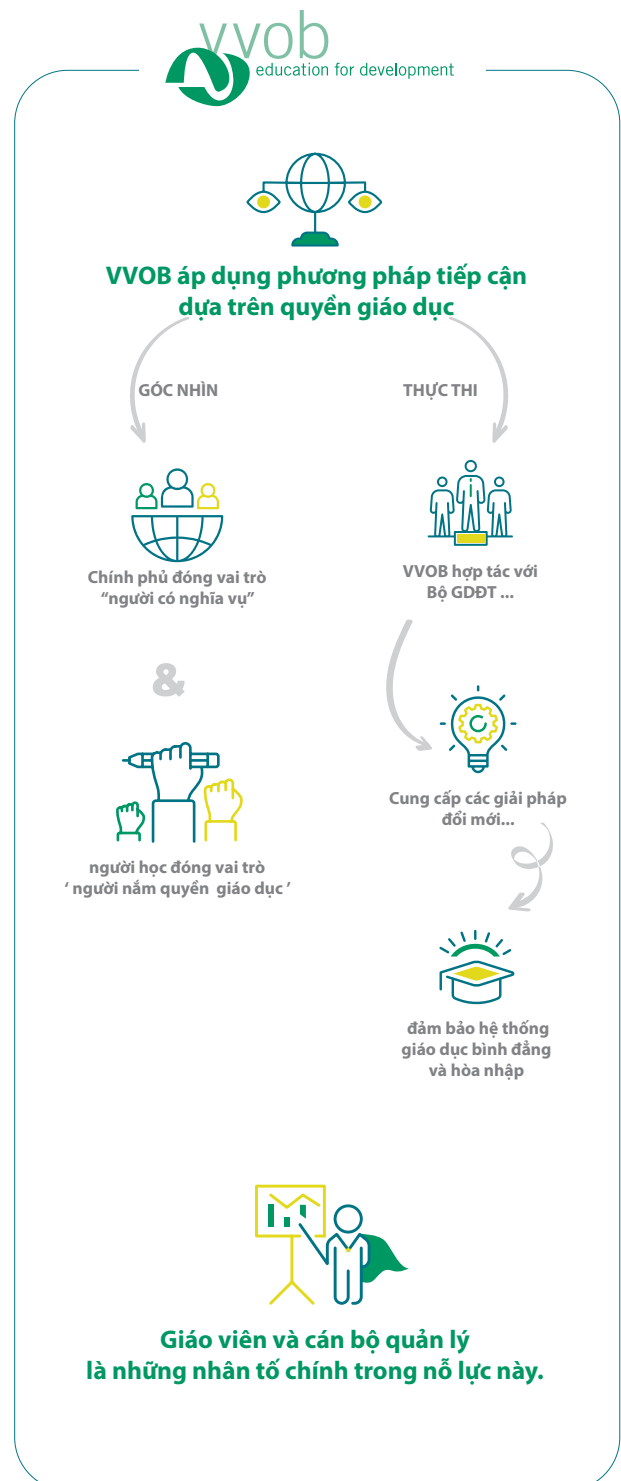 vvob
education for development
VVOB áp dụng phương pháp tiếp cận
dựa trên quyền giáo dục
GÓC NHÌN
Chính phủ đóng vai trò
“người có nghĩa vụ”
&
người học đóng vai trò
‘ người nắm quyền giáo dục ’
THỰC THI
VVOB hợp tác với
Bộ GDĐT ...
Cung cấp các giải pháp
đổi mới...
đảm bảo hệ thống
giáo dục bình đẳng
và hòa nhập
Giáo viên và cán bộ quản lý
là những nhân tố chính trong nỗ lực này.